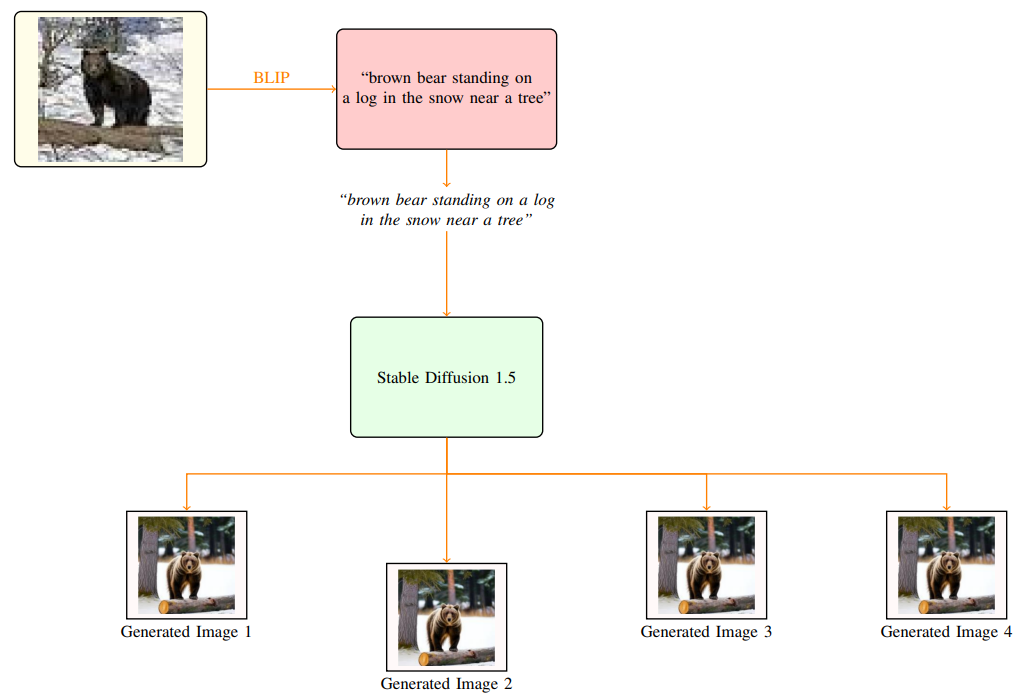 BLIP
“brown bear standing on
a log in the snow near a tree”
“brown bear standing on a log
in the snow near a tree”
Stable Diffusion 1.5
Generated Image 1
Generated Image 2
Generated Image 3
Generated Image 4